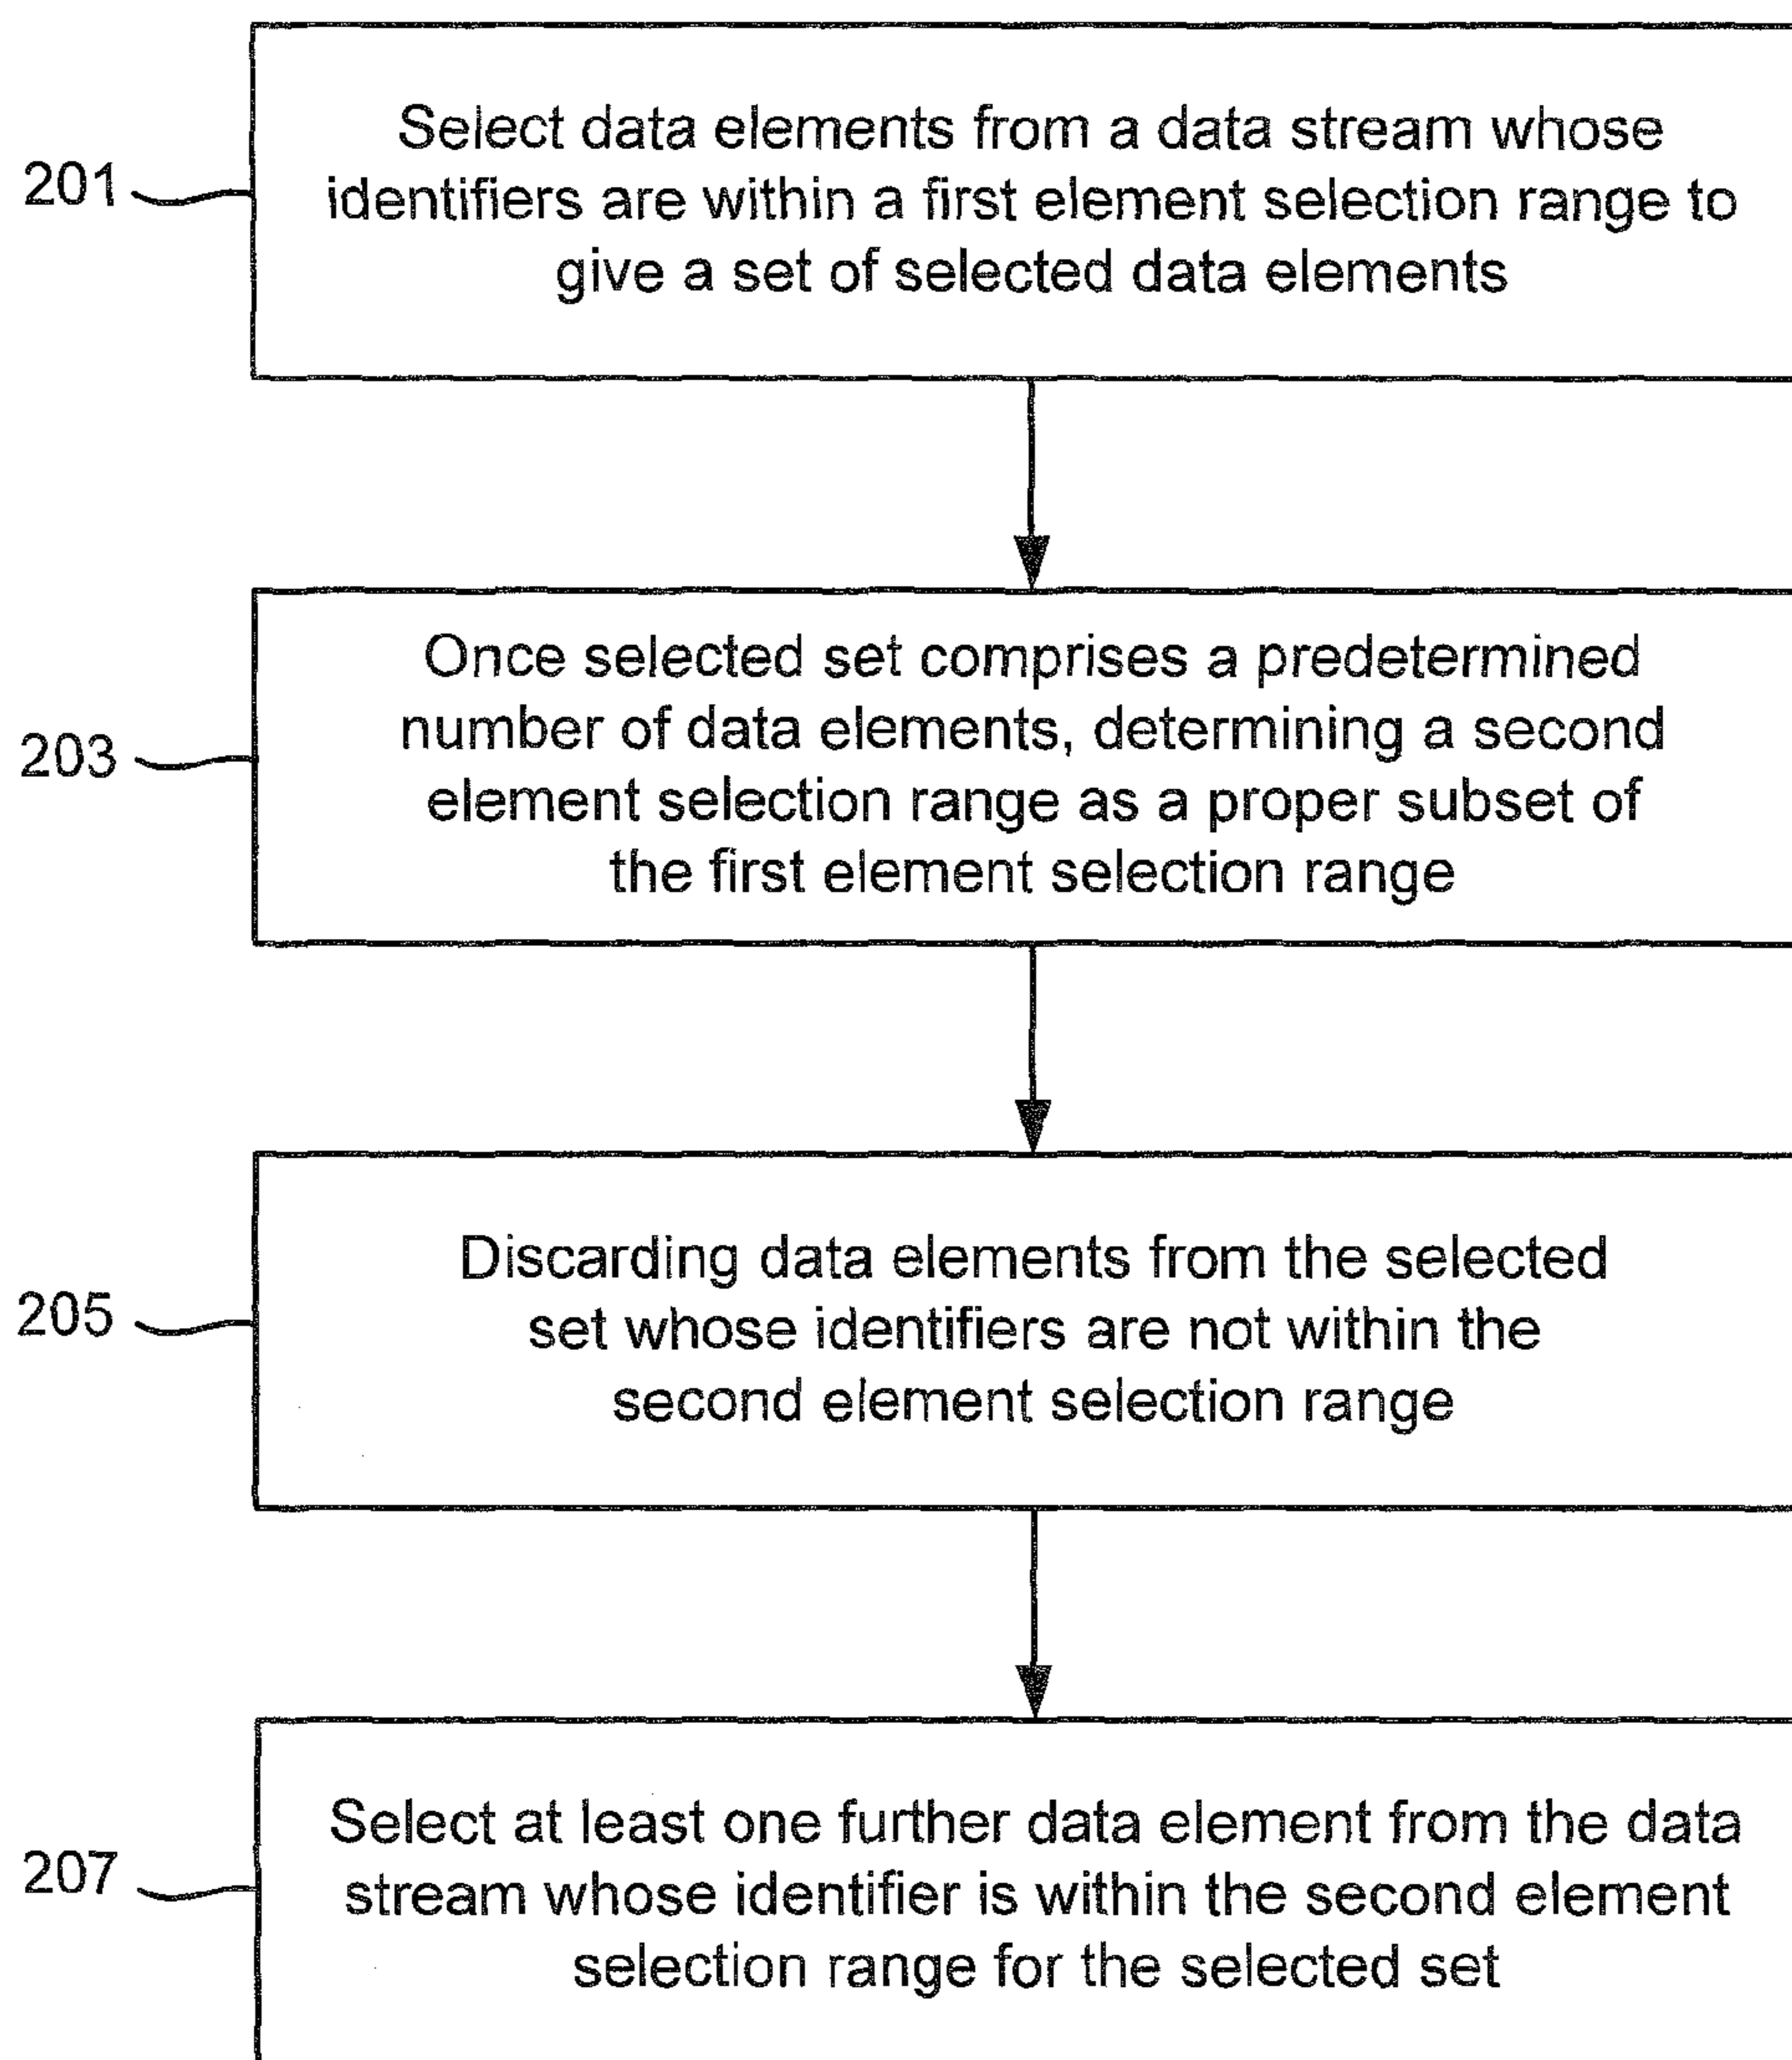 Select data elements from a data stream whose
201
identifiers are within a first element selection range to
give a set of selected data elements
Once selected set comprises a predetermined
number of data elements, determining a second
203
element selection range as a proper subset of
the first element selection range
Discarding data elements from the selected
205
set whose identifiers are not within the
second element selection range
Select at least one further data element from the data
207
stream whose identifier is within the second element
selection range for the selected set